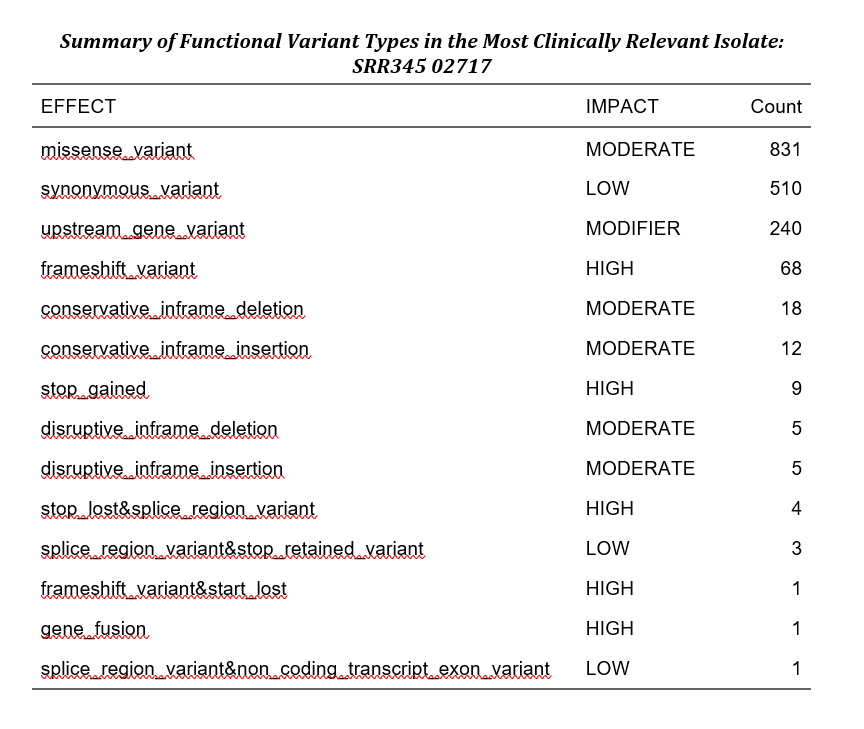 Summary of Functional Variant Types in the Most Clinically Relevant Isolate:
SRR345 02717
EFFECT IMPACT Count
missense_variant MODERATE 831
synonymous_variant LOW 510
upstream_gene_variant MODIFIER 240
frameshift_variant HIGH 68
conservative_inframe_deletion MODERATE 18
conservative_inframe_insertion MODERATE 12
stop_gained HIGH 9
disruptive_inframe_deletion MODERATE 5
disruptive_inframe_insertion MODERATE 5
stop_lost&splice_region_variant HIGH 4
splice_region_variant&stop_retained_variant LOW 3
frameshift_variant&start_lost HIGH 1
gene_fusion HIGH 1
splice_region_variant&non_coding_transcript_exon_variant LOW 1